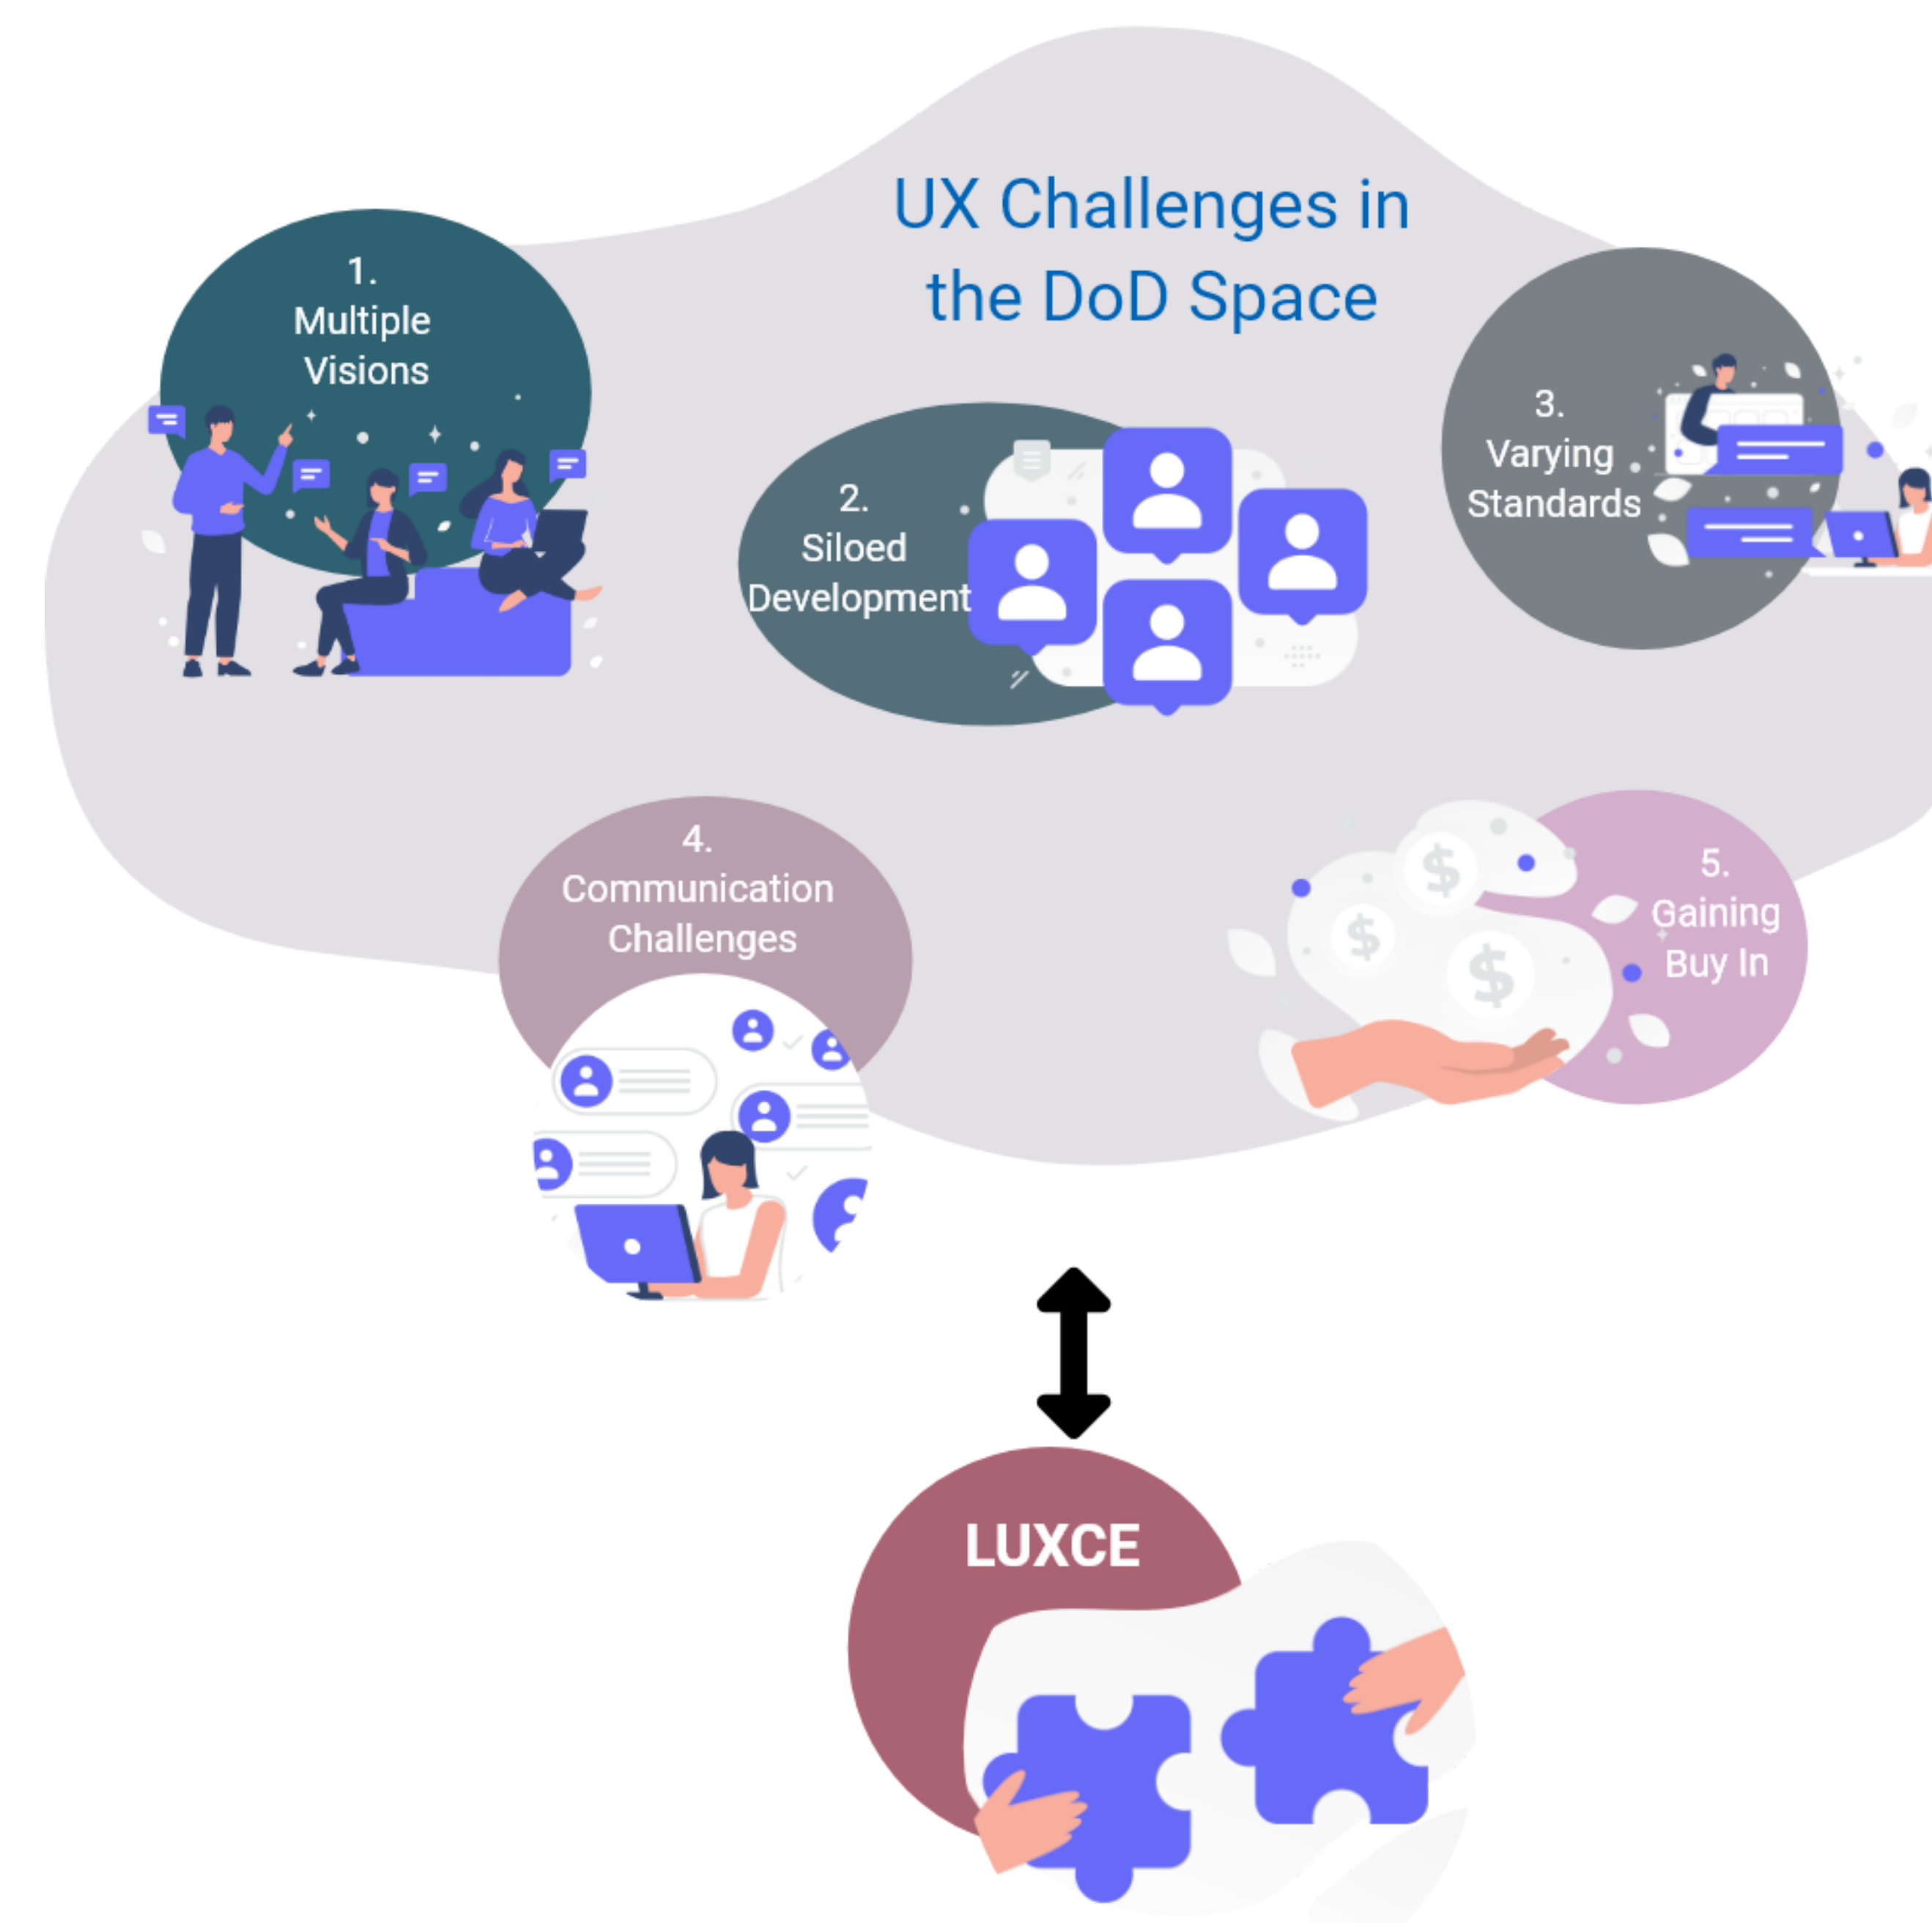 UX Challenges in
the DoD Space
1.
Multiple
Visions
2.
Siloed
Development
3.
Varying
Standards
4.
Communication
Challenges
5.
Gaining
Buy In
$
$
$
LUXCE